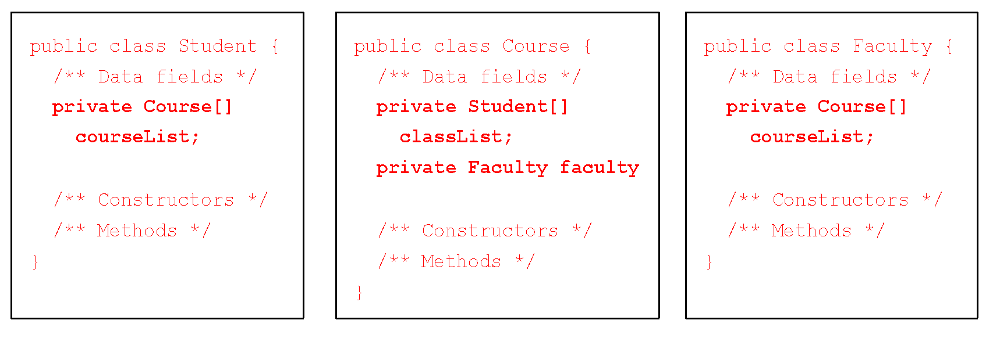 public class Student {
/** Data fields */
private Course[]
courseList;
/** Constructors */
/** Methods */
}
public class Course {
/** Data fields */
private Student[]
classList;
private Faculty faculty
/** Constructors */
/** Methods */
}
public class Faculty {
/** Data fields */
private Course[]
courseList;
/** Constructors */
/** Methods */
}